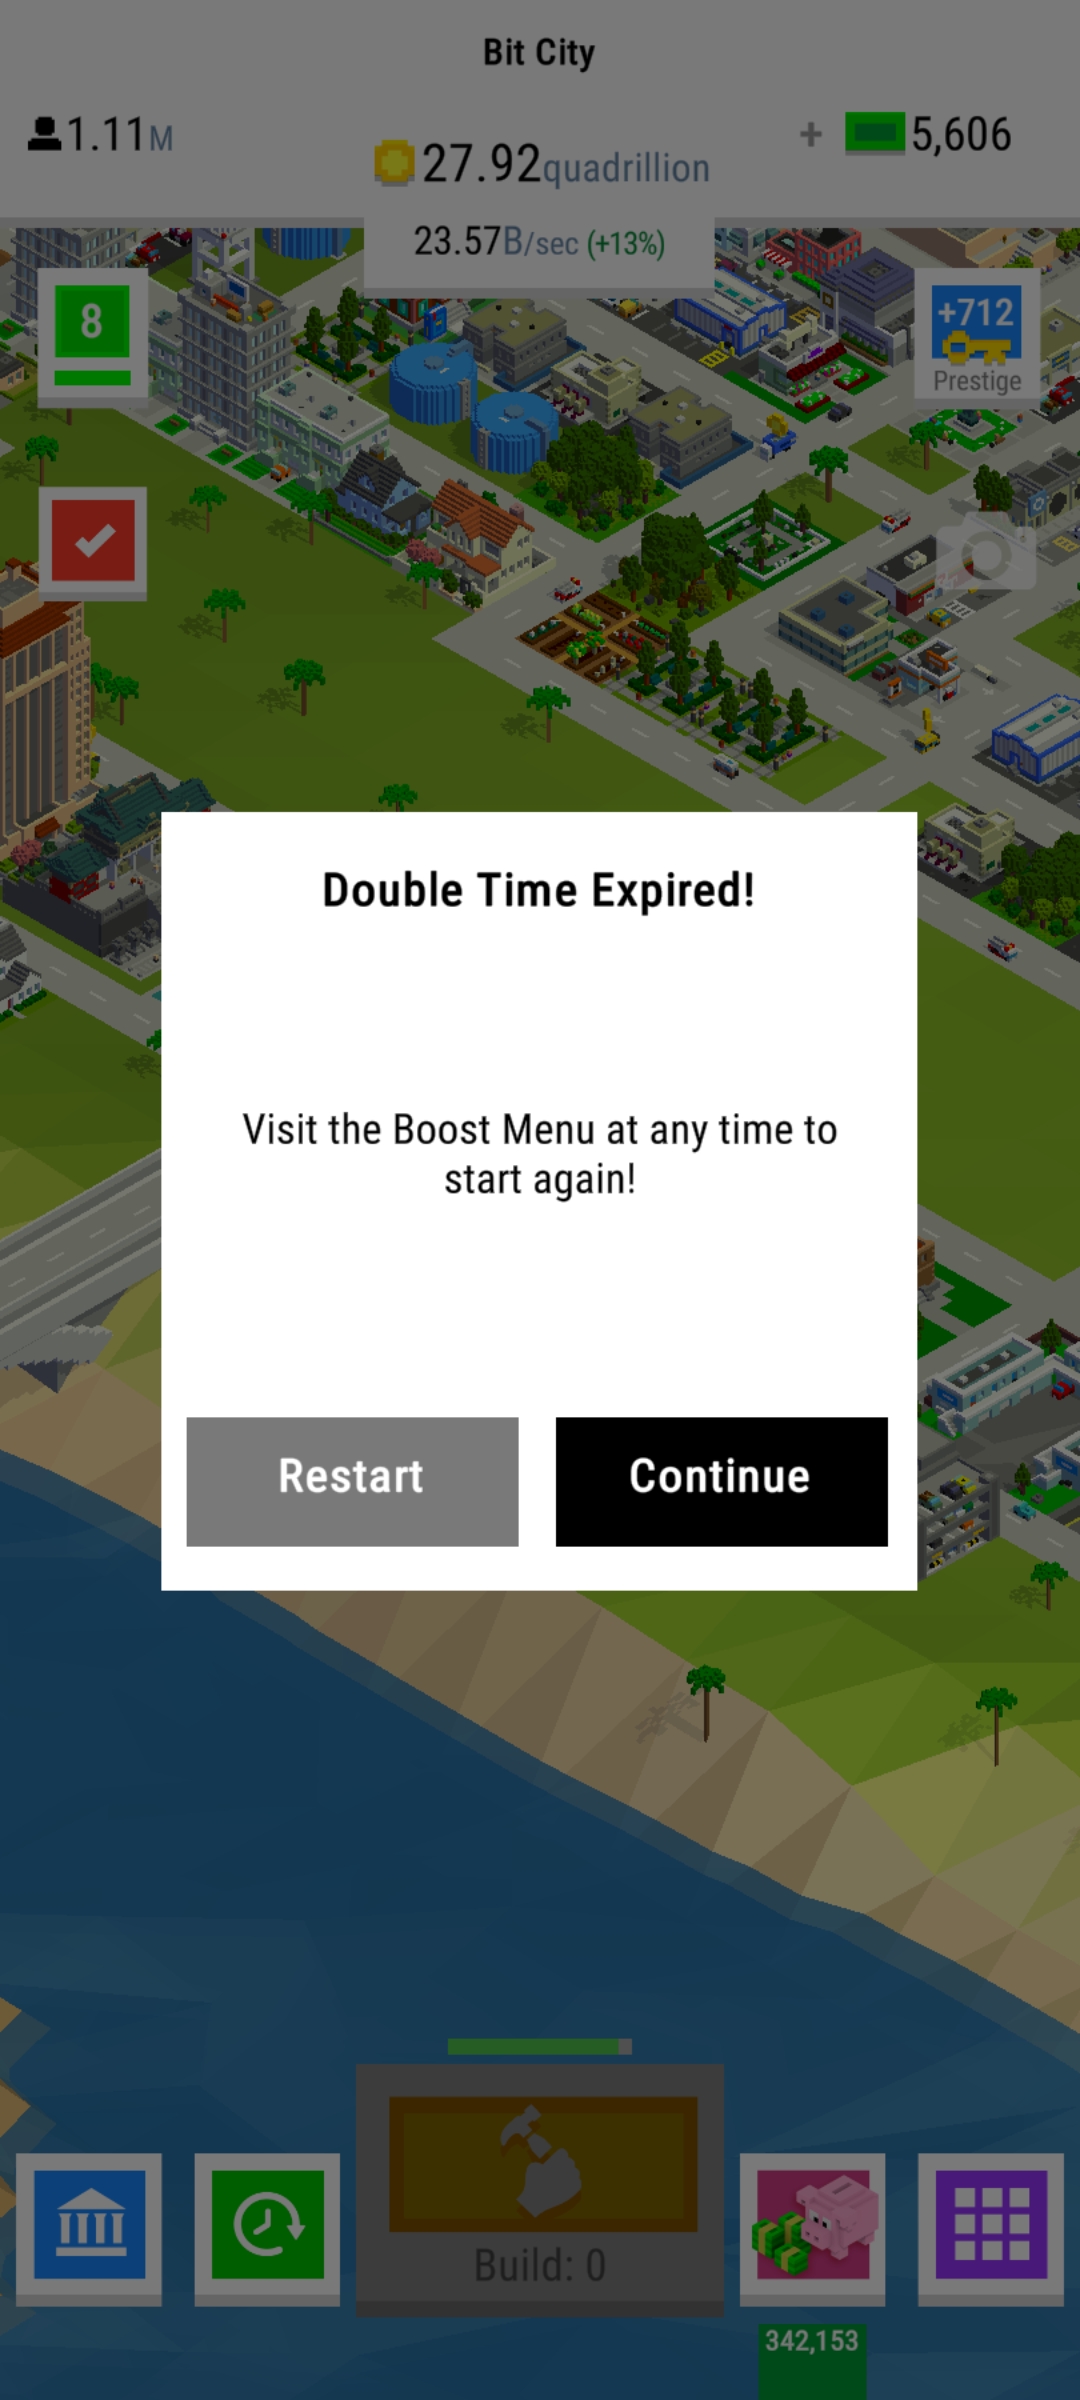 Bit City
1.11M
27.92quadrillion
+ 5,606
23.57B/sec (+13%)
8
+712
Prestige
Double Time Expired!
Visit the Boost Menu at any time to
start again!
Restart
Continue
Build: 0
342,153